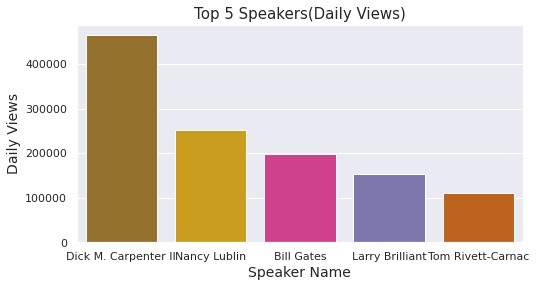 Top 5 Speakers(Daily Views)
Daily Views
400000
300000
200000
100000
0
Dick M. Carpenter II Nancy Lublin Bill Gates Larry Brilliant Tom Rivett-Carnac
Speaker Name